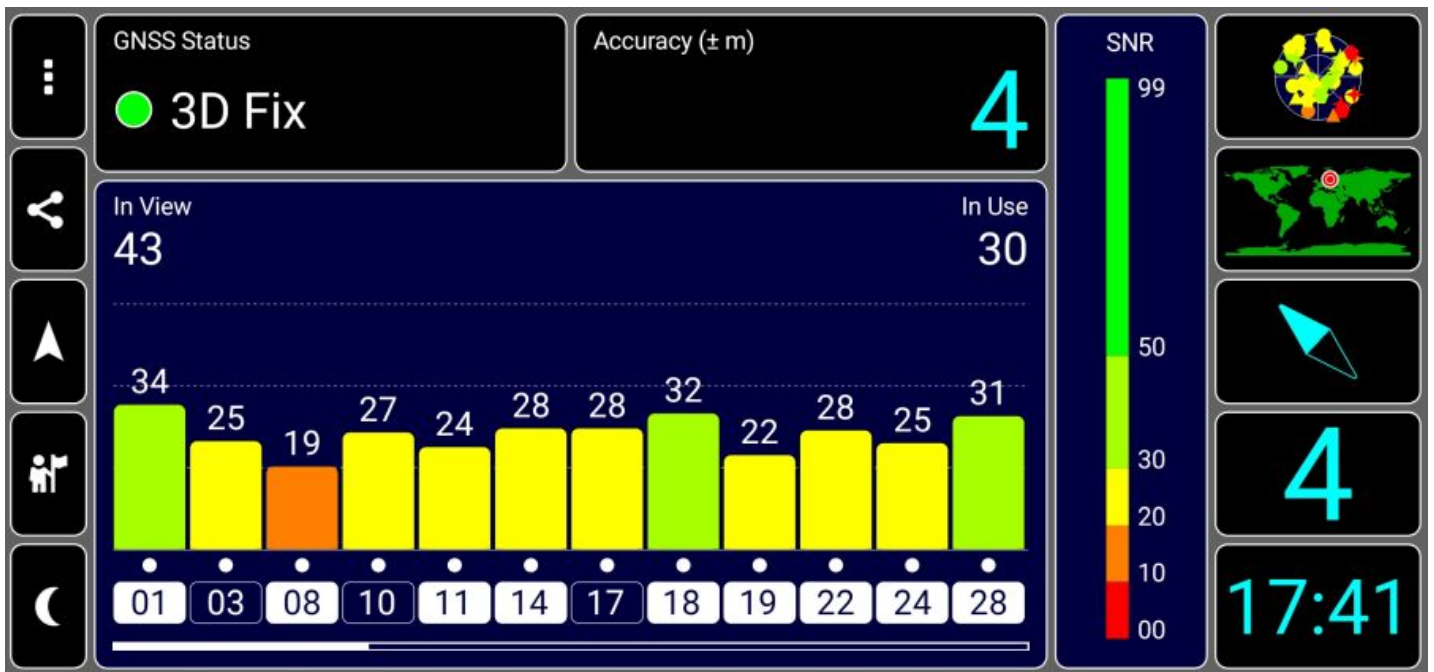 GNSS Status
3D Fix
Accuracy (± m)
4
In View
43
In Use
30
34 25 19 27 24 28 28 32 22 28 25 31
01 03 08 10 11 14 17 18 19 22 24 28
SNR
99
50
30
20
10
00
4
17:41